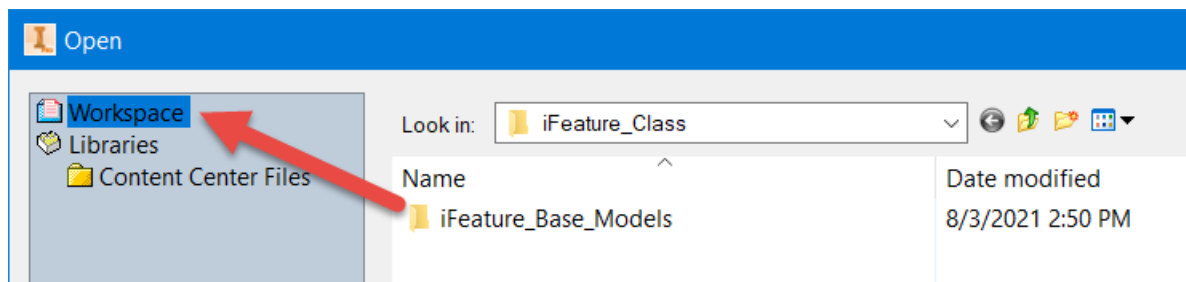 Open
Workspace
Libraries
Content Center Files
Look in: iFeature_Class
Name Date modified
iFeature_Base_Models 8/3/2021 2:50 PM